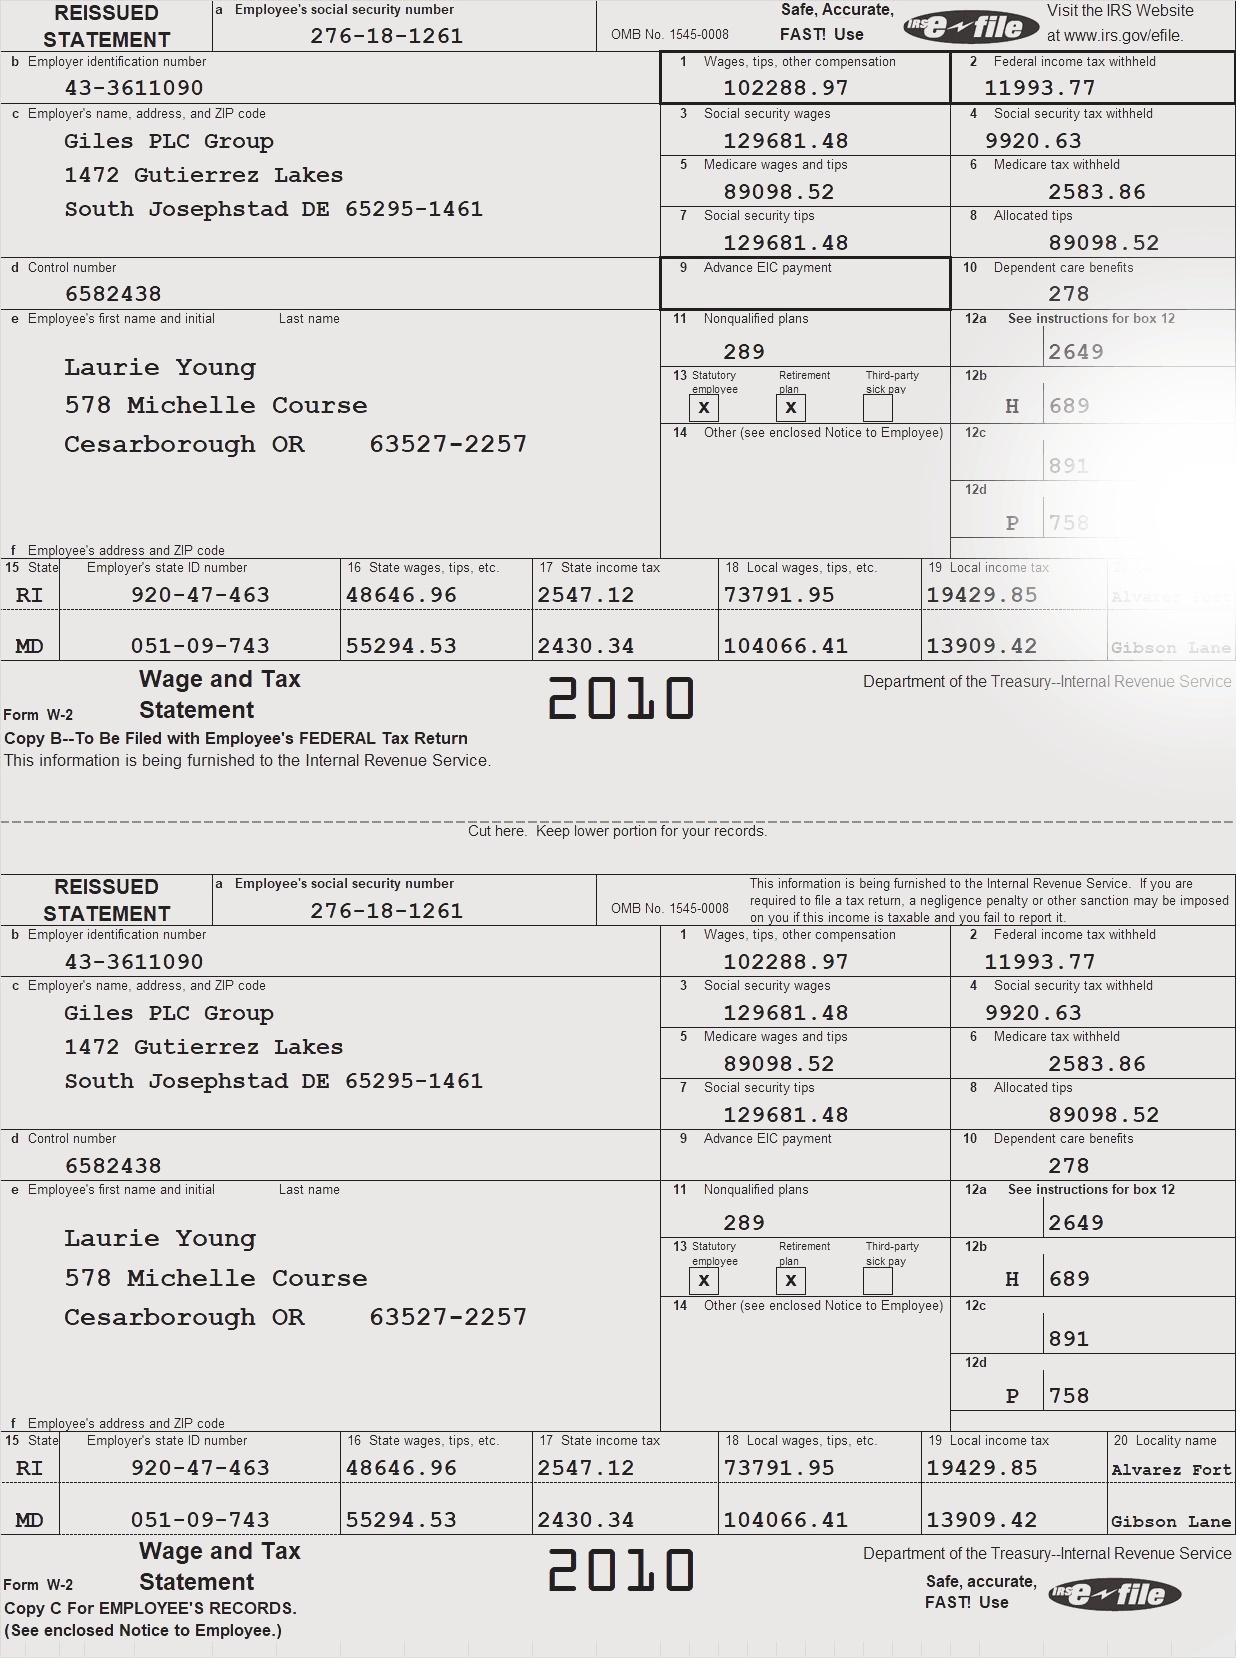 REISSUED STATEMENT
a Employee's social security number
276-18-1261
OMB No. 1545-0008
Safe, Accurate, FAST! Use
IRS e-file
Visit the IRS Website at www.irs.gov/efile.
b Employer identification number
43-3611090
1 Wages, tips, other compensation
102288.97
2 Federal income tax withheld
11993.77
c Employer's name, address, and ZIP code
Giles PLC Group
1472 Gutierrez Lakes
South Josephstad DE 65295-1461
3 Social security wages
129681.48
4 Social security tax withheld
9920.63
5 Medicare wages and tips
89098.52
6 Medicare tax withheld
2583.86
7 Social security tips
129681.48
8 Allocated tips
89098.52
d Control number
6582438
9 Advance EIC payment
10 Dependent care benefits
278
e Employee's first name and initial Last name
Laurie Young
578 Michelle Course
Cesarborough OR 63527-2257
11 Nonqualified plans
289
12a See instructions for box 12
2649
13 Statutory employee Retirement plan Third-party sick pay
X X
12b
H 689
14 Other (see enclosed Notice to Employee)
12c
891
12d
P 758
f Employee's address and ZIP code
15 State Employer's state ID number 16 State wages, tips, etc. 17 State income tax 18 Local wages, tips, etc. 19 Local income tax
RI 920-47-463 48646.96 2547.12 73791.95 19429.85 Alvarez Fort
MD 051-09-743 55294.53 2430.34 104066.41 13909.42 Gibson Lane
Form W-2 Wage and Tax Statement
2010
Department of the Treasury--Internal Revenue Service
Copy B--To Be Filed with Employee's FEDERAL Tax Return
This information is being furnished to the Internal Revenue Service.
Cut here. Keep lower portion for your records.
REISSUED STATEMENT
a Employee's social security number
276-18-1261
OMB No. 1545-0008
This information is being furnished to the Internal Revenue Service. If you are
required to file a tax return, a negligence penalty or other sanction may be imposed
on you if this income is taxable and you fail to report it.
b Employer identification number
43-3611090
1 Wages, tips, other compensation
102288.97
2 Federal income tax withheld
11993.77
c Employer's name, address, and ZIP code
Giles PLC Group
1472 Gutierrez Lakes
South Josephstad DE 65295-1461
3 Social security wages
129681.48
4 Social security tax withheld
9920.63
5 Medicare wages and tips
89098.52
6 Medicare tax withheld
2583.86
7 Social security tips
129681.48
8 Allocated tips
89098.52
d Control number
6582438
9 Advance EIC payment
10 Dependent care benefits
278
e Employee's first name and initial Last name
Laurie Young
578 Michelle Course
Cesarborough OR 63527-2257
11 Nonqualified plans
289
12a See instructions for box 12
2649
13 Statutory employee Retirement plan Third-party sick pay
X X
12b
H 689
14 Other (see enclosed Notice to Employee)
12c
891
12d
P 758
f Employee's address and ZIP code
15 State Employer's state ID number 16 State wages, tips, etc. 17 State income tax 18 Local wages, tips, etc. 19 Local income tax 20 Locality name
RI 920-47-463 48646.96 2547.12 73791.95 19429.85 Alvarez Fort
MD 051-09-743 55294.53 2430.34 104066.41 13909.42 Gibson Lane
Form W-2 Wage and Tax Statement
2010
Department of the Treasury--Internal Revenue Service
Safe, accurate, FAST! Use
IRS e-file
Copy C For EMPLOYEE'S RECORDS.
(See enclosed Notice to Employee.)